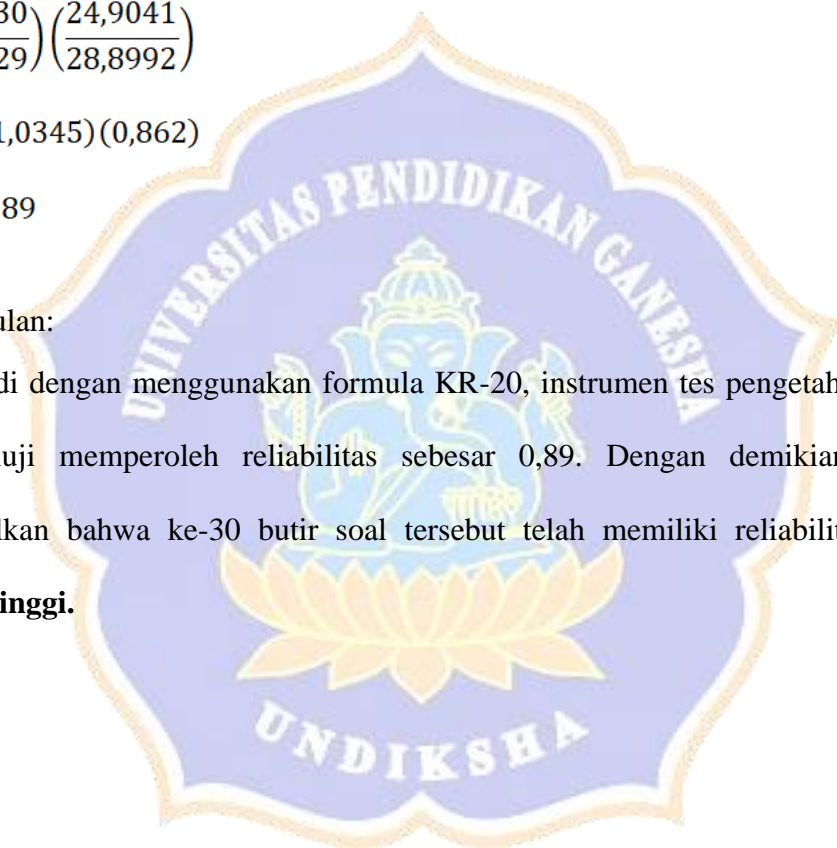 30/29)(24,9041/28,8992)
1,0345)(0,862)
89
UNIVERSITAS PENDIDIKAN GANESHA
ulan:
di dengan menggunakan formula KR-20, instrumen tes pengetah
uji memperoleh reliabilitas sebesar 0,89. Dengan demikian
lkan bahwa ke-30 butir soal tersebut telah memiliki reliabilit
inggi.
UNDIKSHA